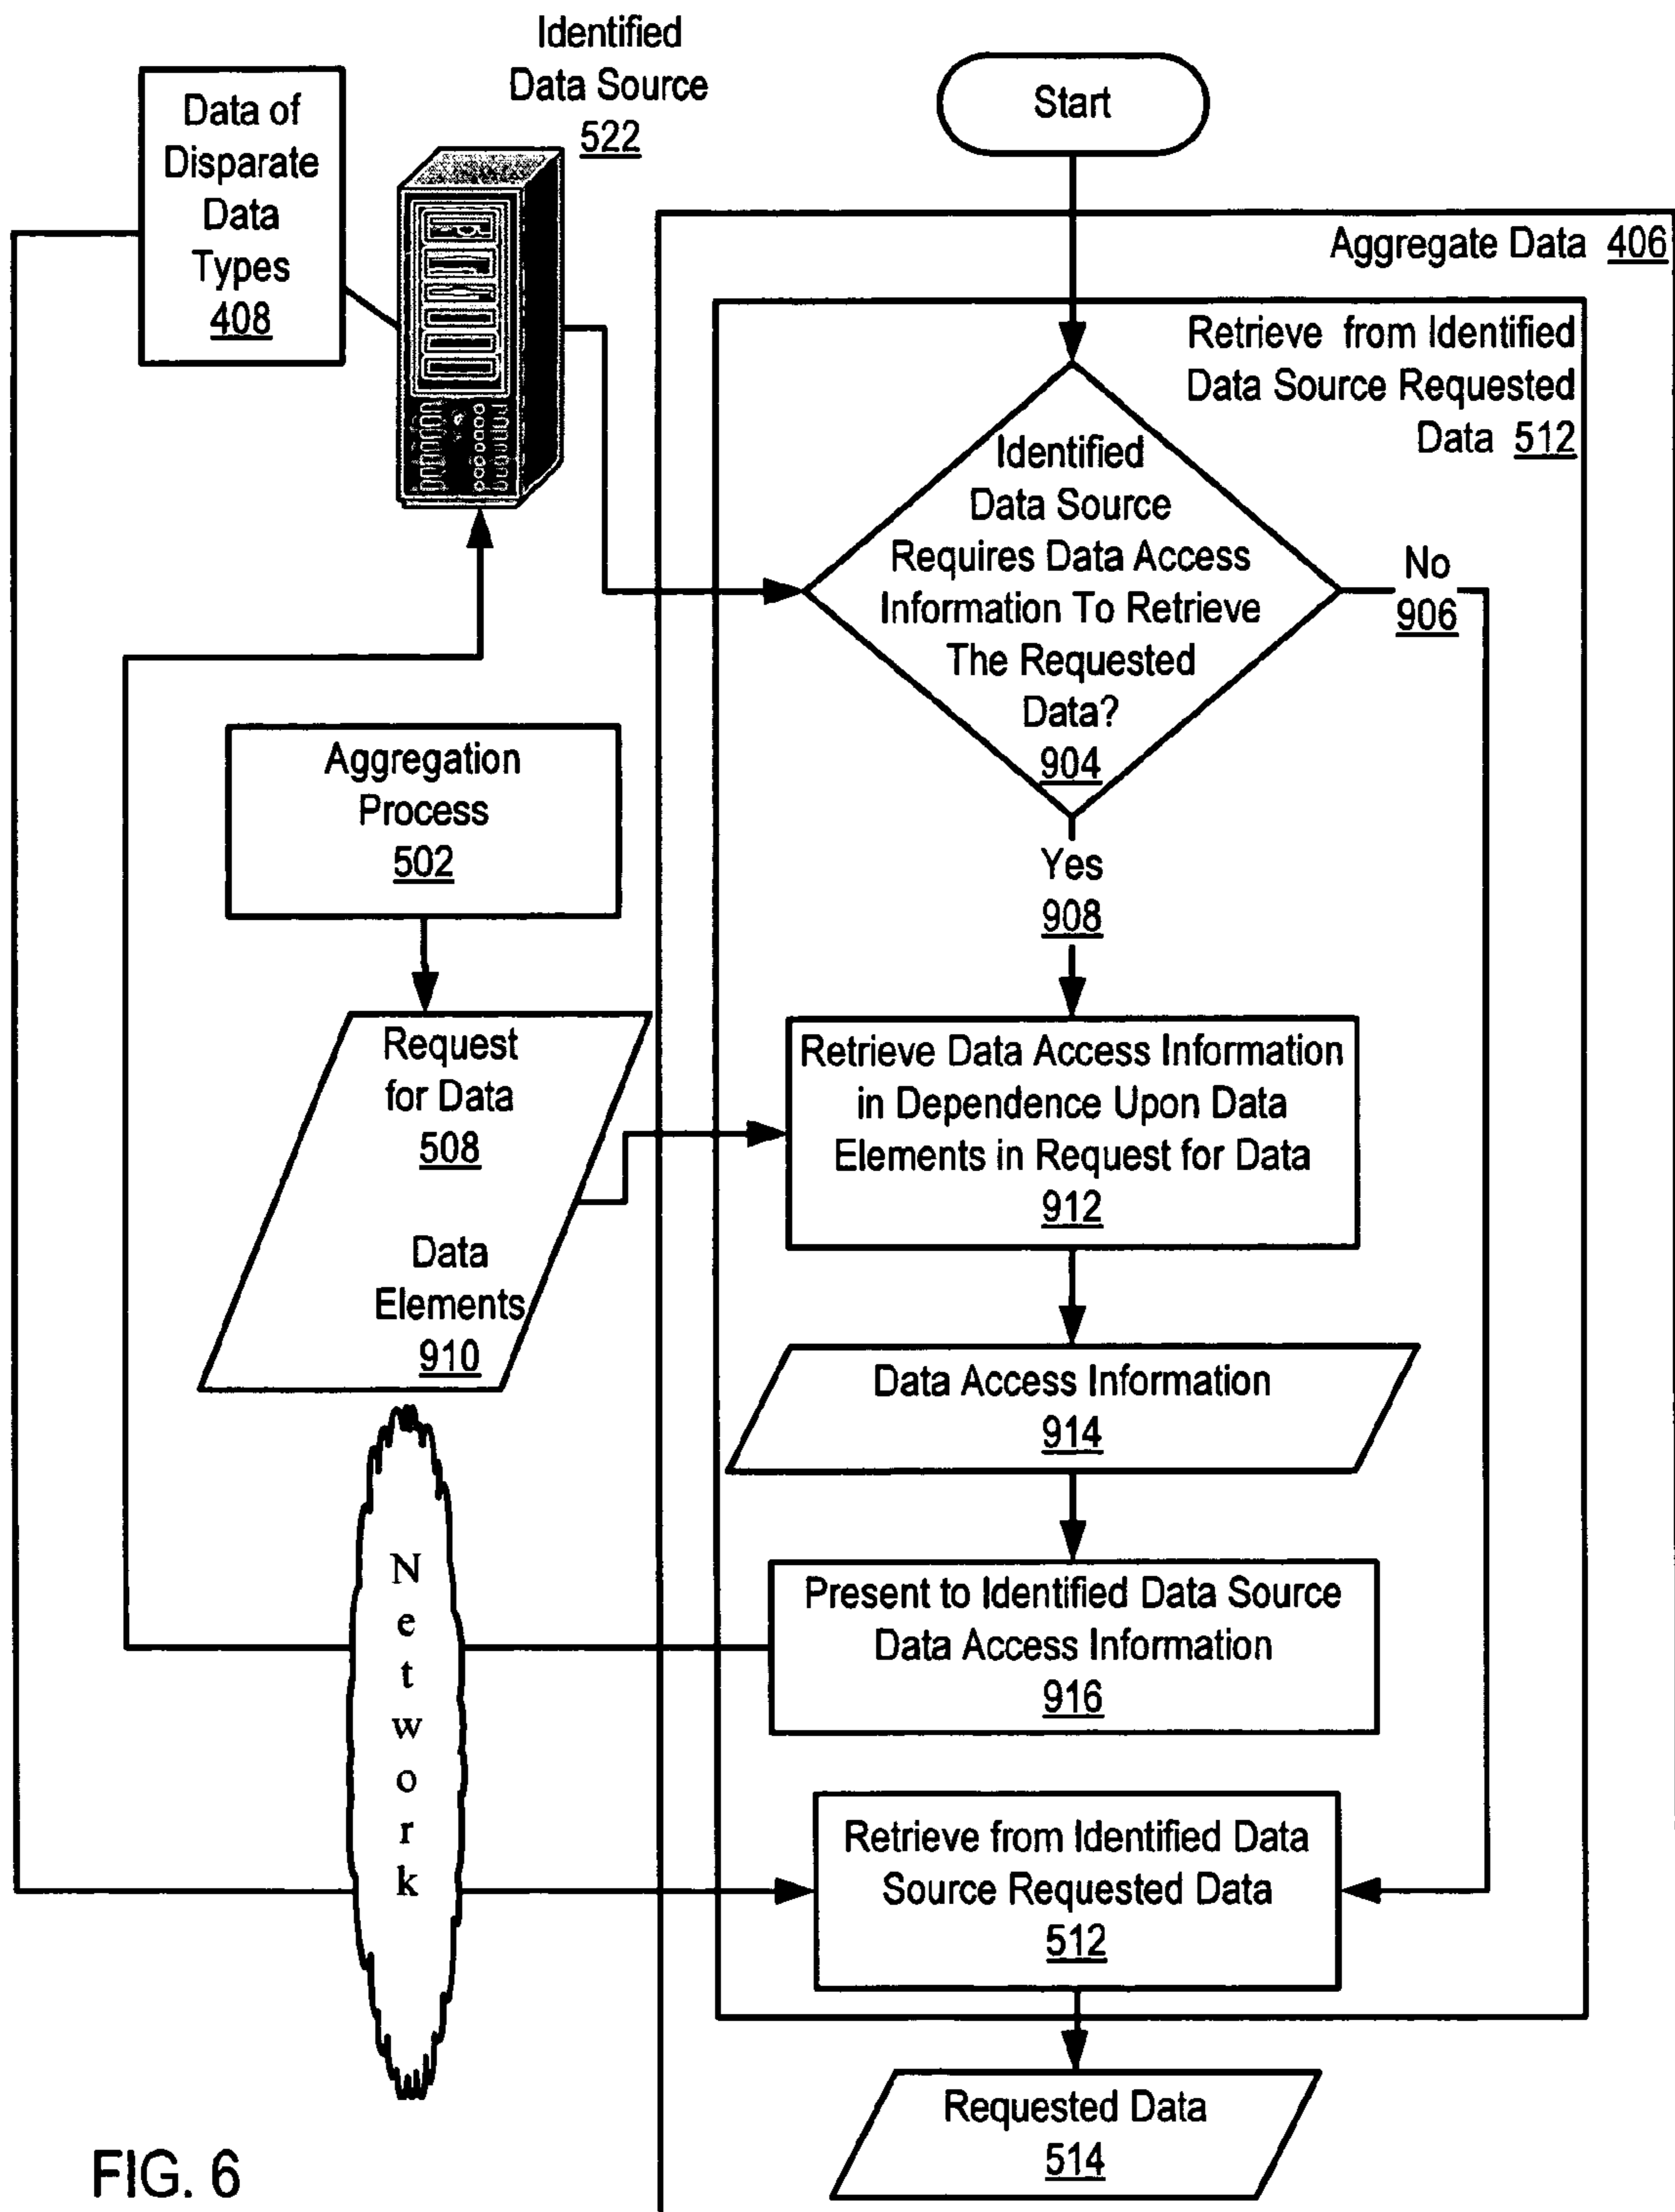 Identified
Data Source
522
Data of
Disparate
Data
Types
408
Start
Aggregate Data 406
Retrieve from Identified
Data Source Requested
Data 512
Identified
Data Source
Requires Data Access
Information To Retrieve
The Requested
Data?
904
No
906
Yes
908
Aggregation
Process
502
Request
for Data
508
Data
Elements
910
Retrieve Data Access Information
in Dependence Upon Data
Elements in Request for Data
912
Data Access Information
914
Network
Present to Identified Data Source
Data Access Information
916
Retrieve from Identified Data
Source Requested Data
512
Requested Data
514
FIG. 6